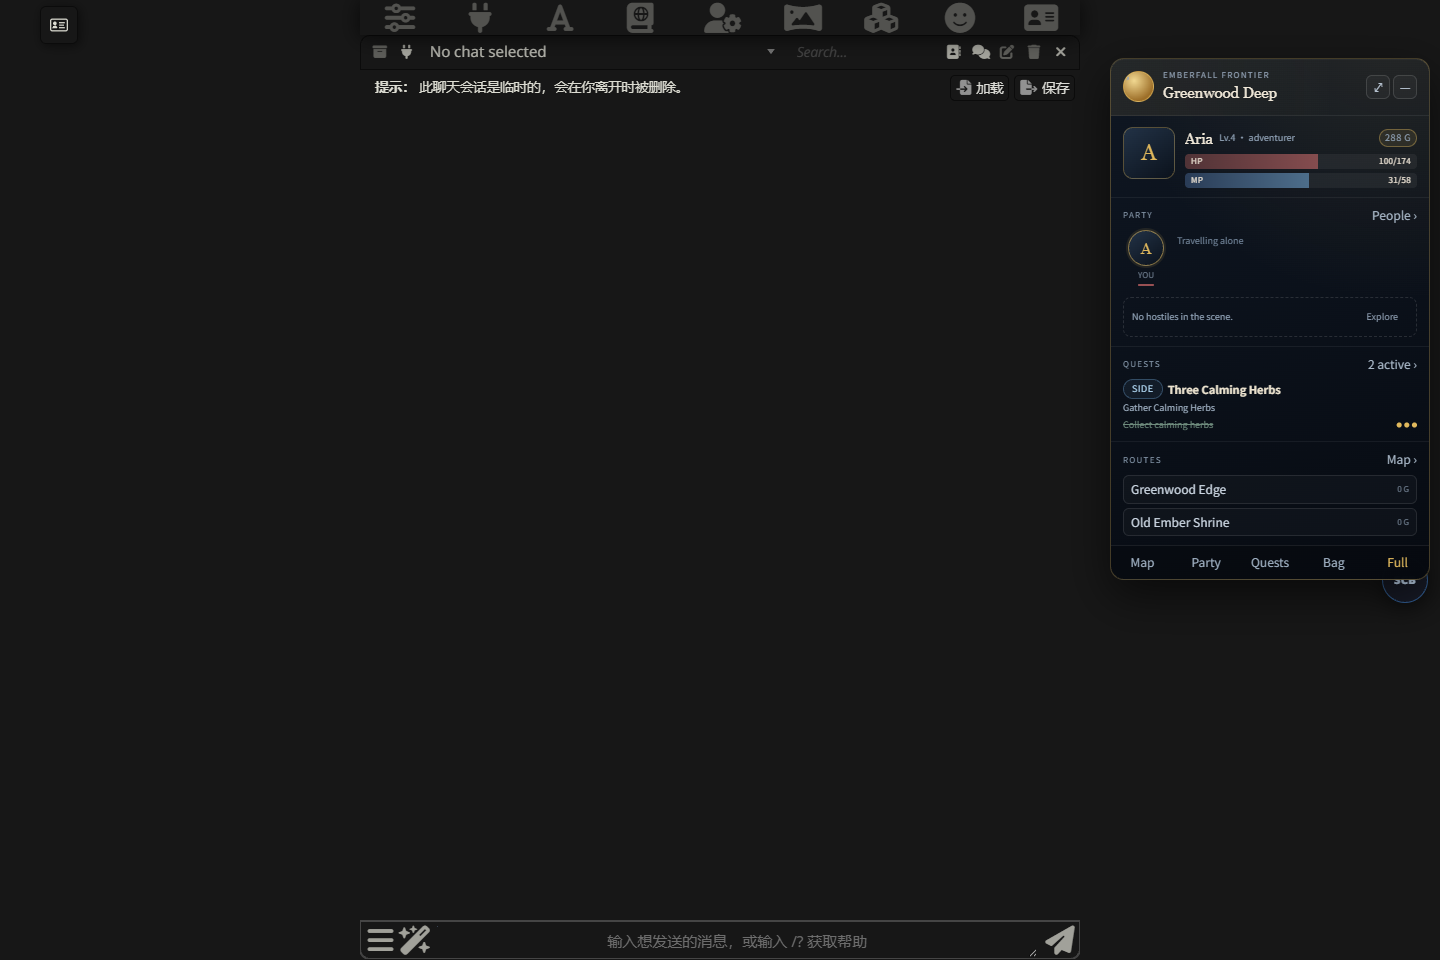 No chat selected
Search...
提示： 此聊天会话是临时的，会在你离开时被删除。
加载
保存
EMBERFALL FRONTIER
Greenwood Deep
A
Aria Lv.4 • adventurer
288 G
HP 100/174
MP 31/58
PARTY
People ›
A
Travelling alone
YOU
No hostiles in the scene.
Explore
QUESTS
2 active ›
SIDE Three Calming Herbs
Gather Calming Herbs
Collect calming herbs
ROUTES
Map ›
Greenwood Edge 0 G
Old Ember Shrine 0 G
Map Party Quests Bag Full
输入想发送的消息，或输入 /? 获取帮助